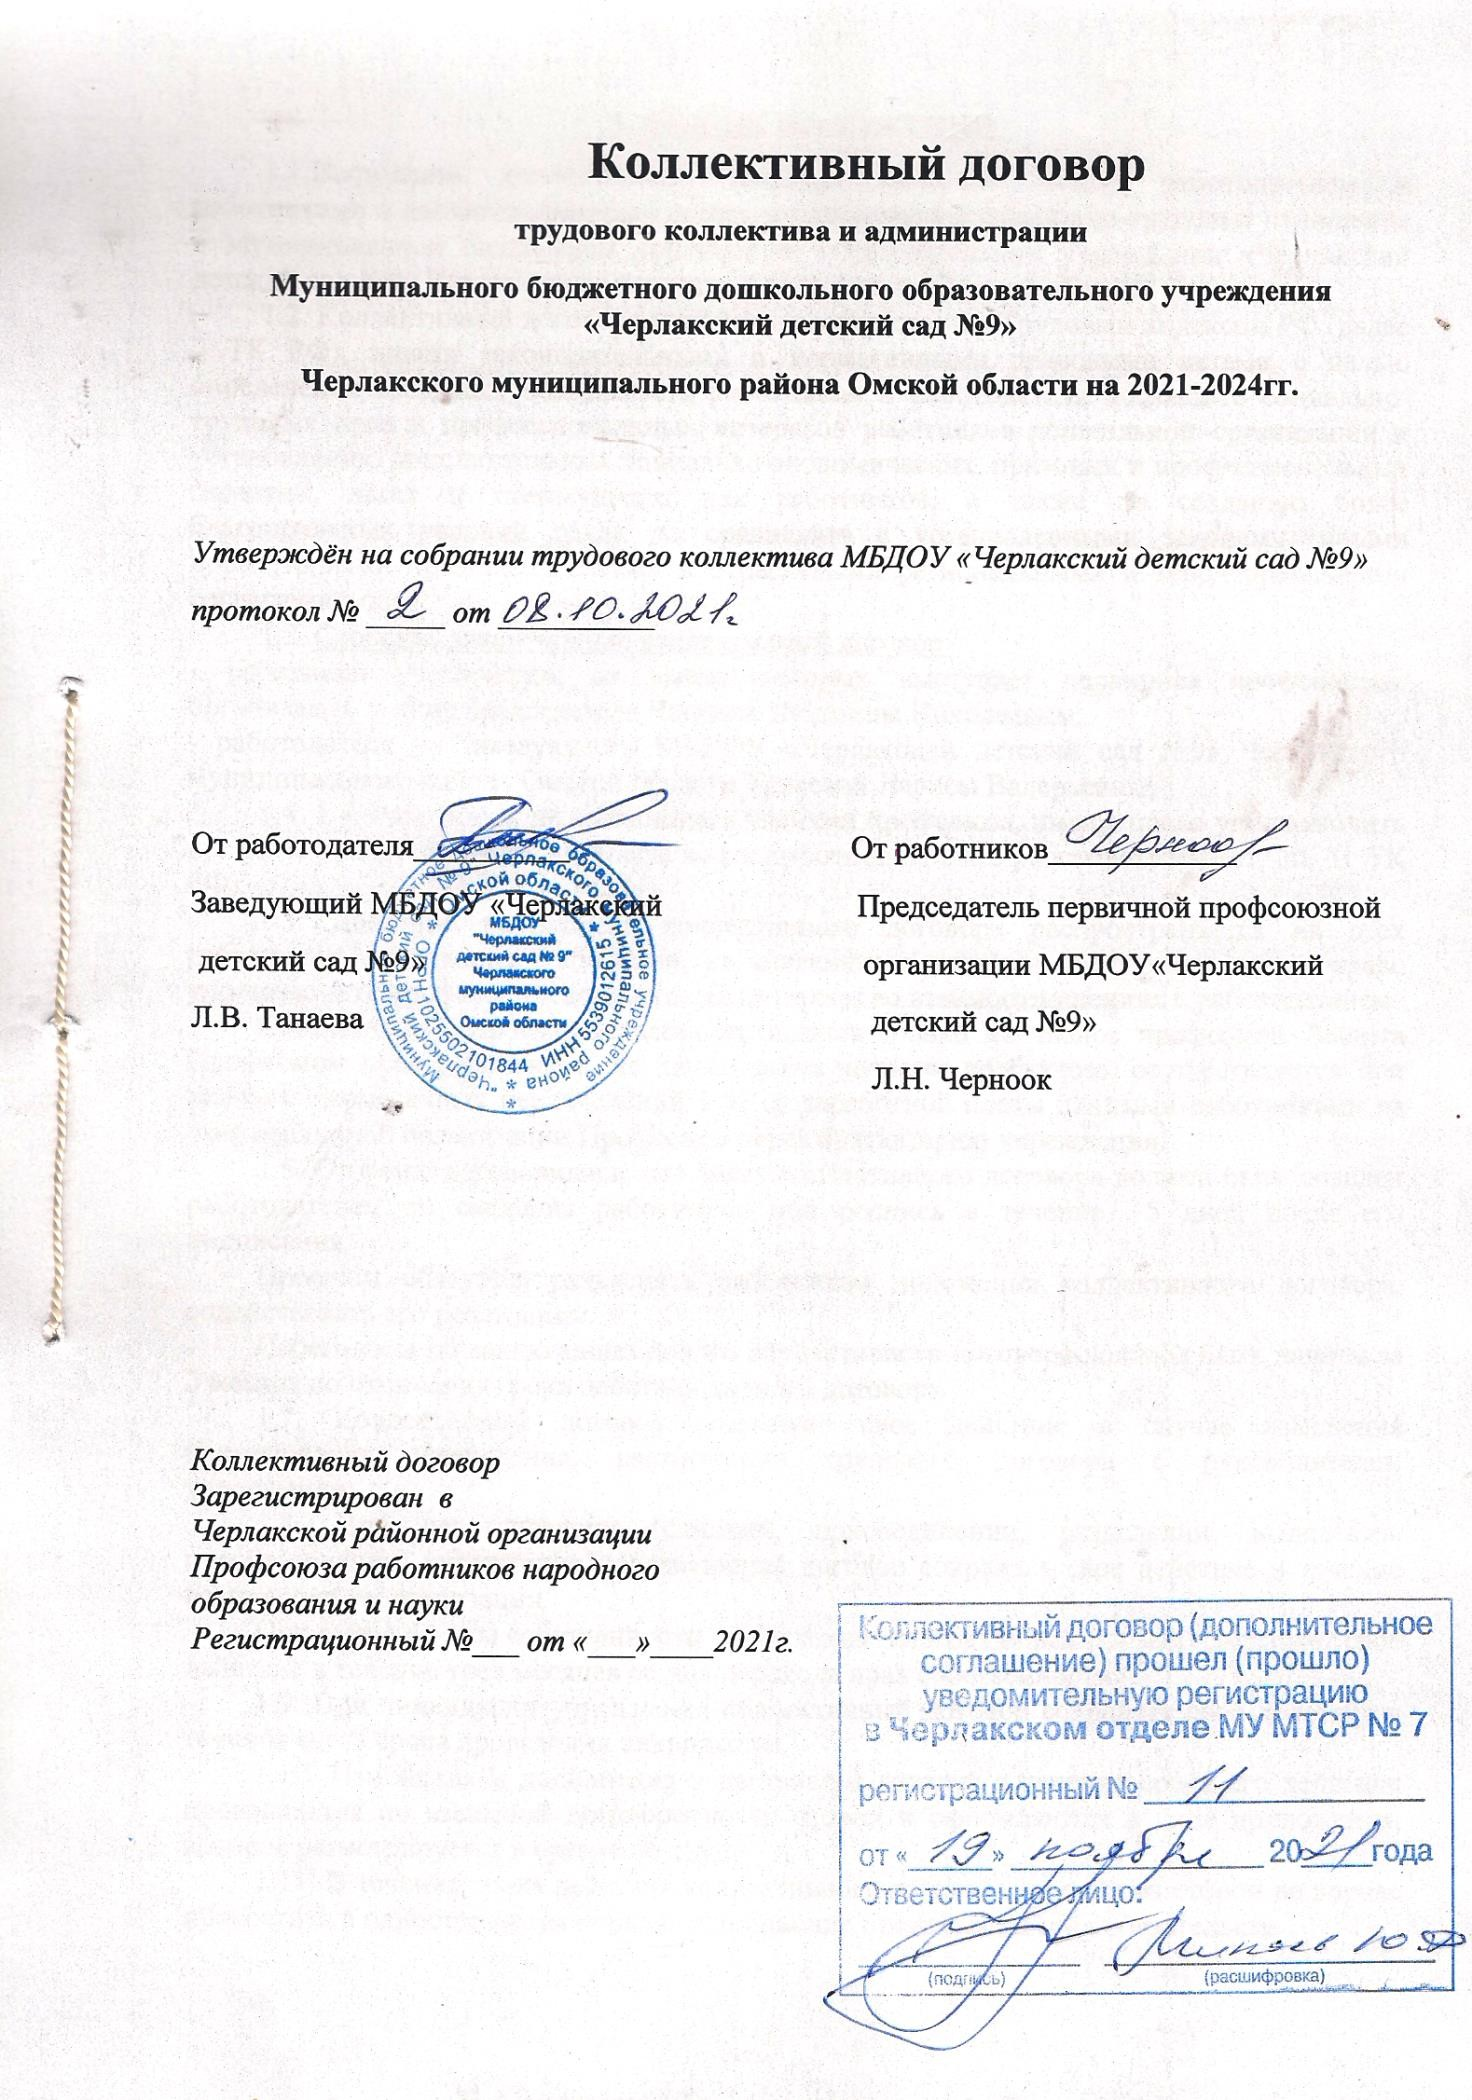 Коллективный договор
трудового коллектива и администрации
Муниципального бюджетного дошкольного образовательного учреждения
«Черлакский детский сад №9»
Черлакского муниципального района Омской области на 2021-2024гг.
Утверждён на собрании трудового коллектива МБДОУ «Черлакский детский сад №9»
протокол № 2 от 08.10.2021г
От работодателя
Заведующий МБДОУ «Черлакский
детский сад №9»
Л.В. Танаева
МБДОУ
"Черлакский
детский сад № 9"
Черлакского
муниципального
района
Омской области
1025502101844 ИНН 5539012615
От работников Черноок
Председатель первичной профсоюзной
организации МБДОУ«Черлакский
детский сад №9»
Л.Н. Черноок
Коллективный договор
Зарегистрирован в
Черлакской районной организации
Профсоюза работников народного
образования и науки
Регистрационный №___ от «___»____2021г.
Коллективный договор (дополнительное
соглашение) прошел (прошло)
уведомительную регистрацию
в Черлакском отделе МУ МТСР № 7
регистрационный № 11
от «19» ноября 2021 года
Ответственное лицо:
(подпись) (расшифровка)